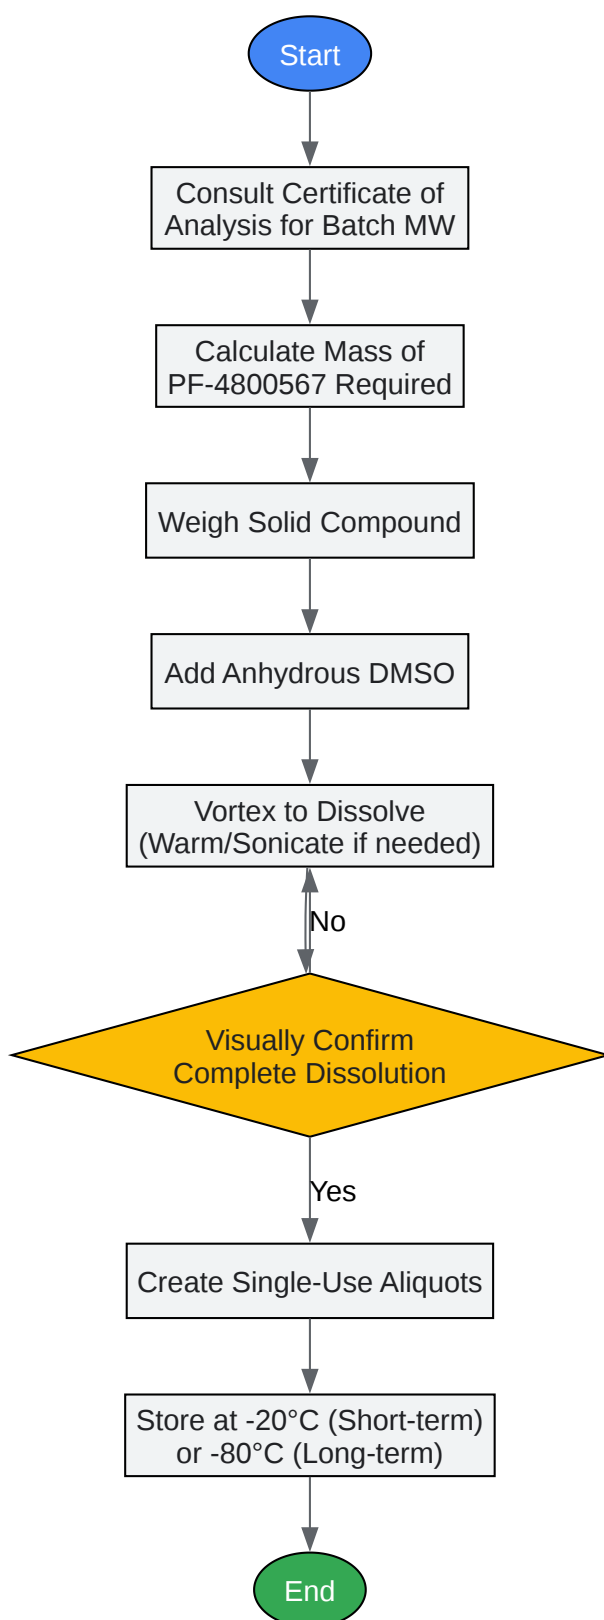 Start
Consult Certificate of
Analysis for Batch MW
Calculate Mass of
PF-4800567 Required
Weigh Solid Compound
Add Anhydrous DMSO
Vortex to Dissolve
(Warm/Sonicate if needed)
No
Visually Confirm
Complete Dissolution
Yes
Create Single-Use Aliquots
Store at -20°C (Short-term)
or -80°C (Long-term)
End